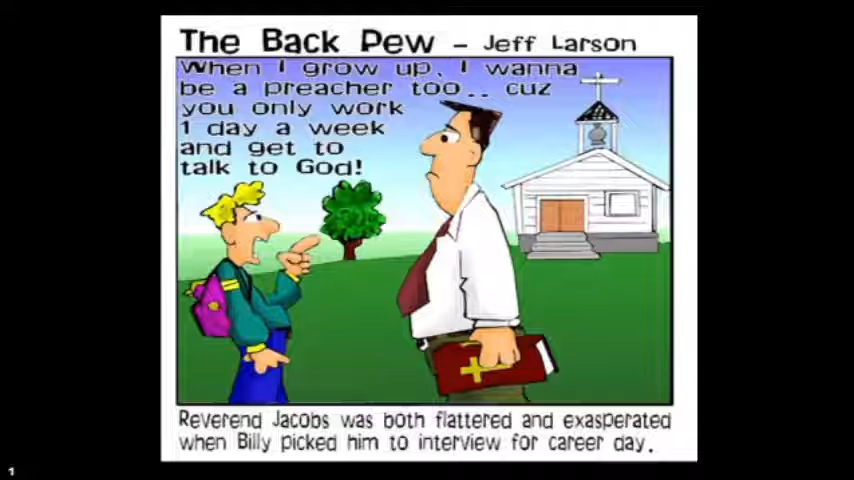 The Back Pew - Jeff Larson
When I grow up, I wanna
be a preacher too.. cuz
you only work
1 day a week
and get to
talk to God!
Reverend Jacobs was both flattered and exasperated
when Billy picked him to interview for career day.
1